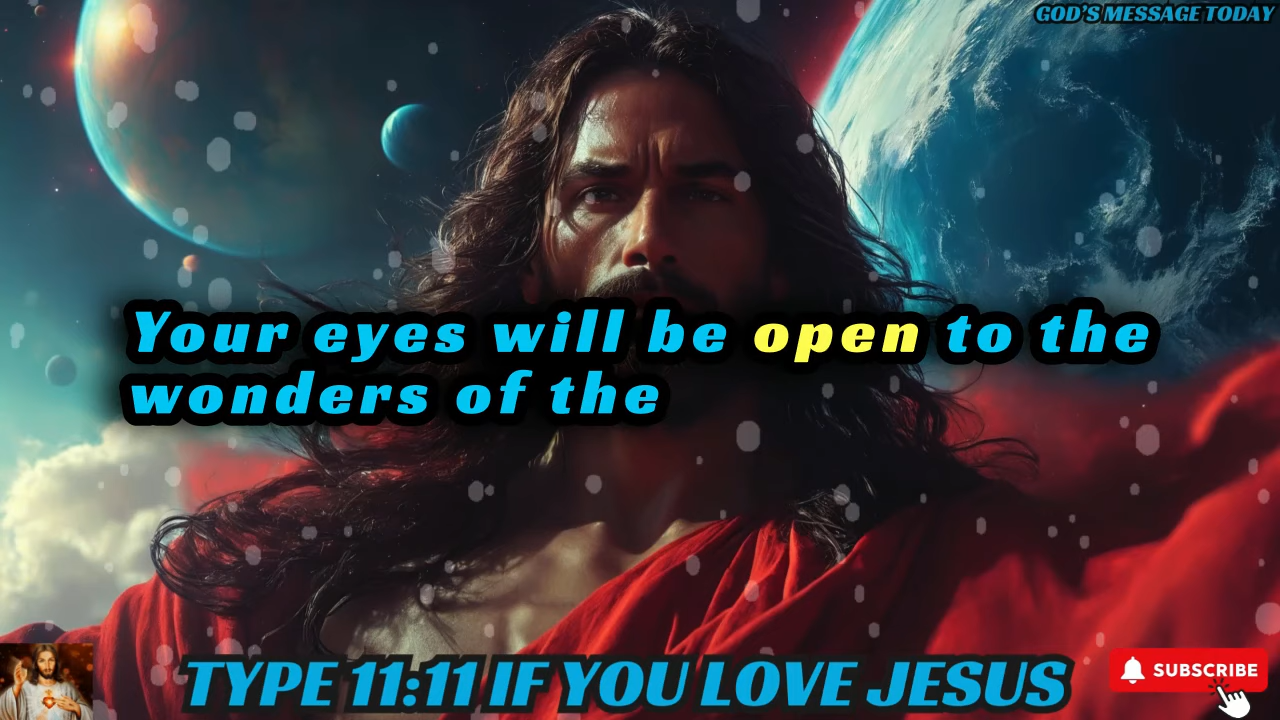 GOD'S MESSAGE TODAY
Your eyes will be open to the
wonders of the
TYPE 11:11 IF YOU LOVE JESUS
SUBSCRIBE